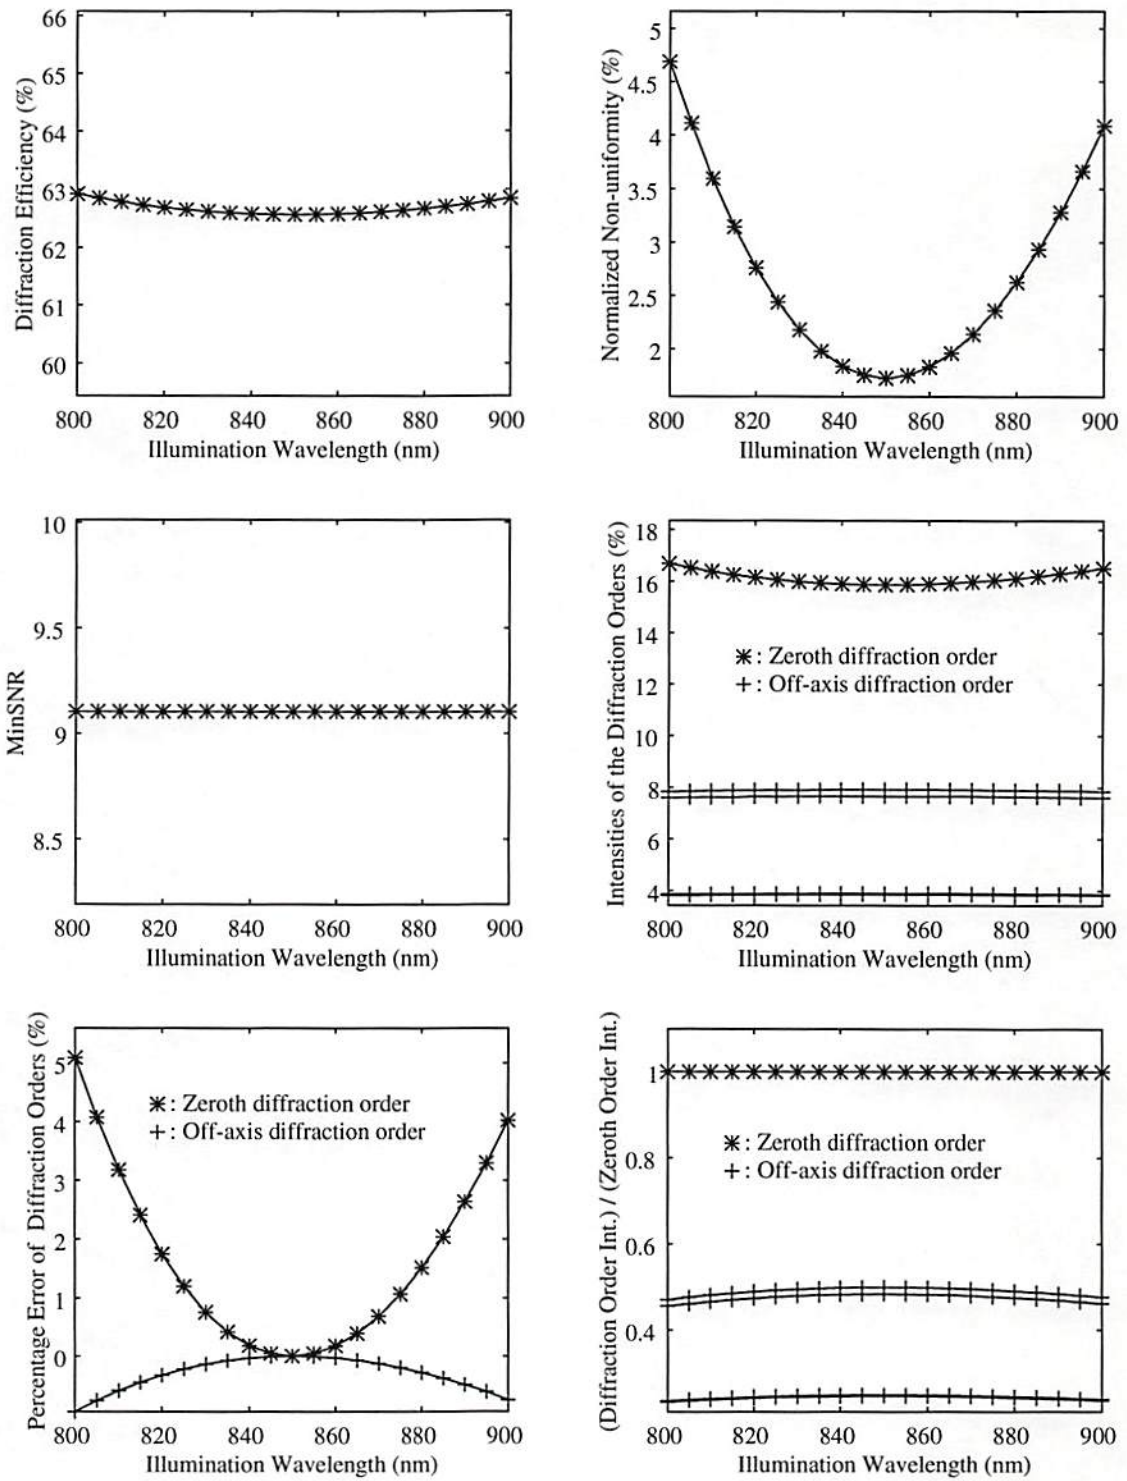 Diffraction Efficiency (%)
66
65
64
63
62
61
60
800 820 840 860 880 900
Illumination Wavelength (nm)
Normalized Non-uniformity (%)
5
4.5
4
3.5
3
2.5
2
800 820 840 860 880 900
Illumination Wavelength (nm)
MinSNR
10
9.5
9
8.5
800 820 840 860 880 900
Illumination Wavelength (nm)
Intensities of the Diffraction Orders (%)
18
16
14
12
10
8
6
4
: Zeroth diffraction order
: Off-axis diffraction order
800 820 840 860 880 900
Illumination Wavelength (nm)
Percentage Error of Diffraction Orders (%)
5
4
3
2
1
0
: Zeroth diffraction order
: Off-axis diffraction order
800 820 840 860 880 900
Illumination Wavelength (nm)
(Diffraction Order Int.) / (Zeroth Order Int.)
1
0.8
0.6
0.4
: Zeroth diffraction order
: Off-axis diffraction order
800 820 840 860 880 900
Illumination Wavelength (nm)